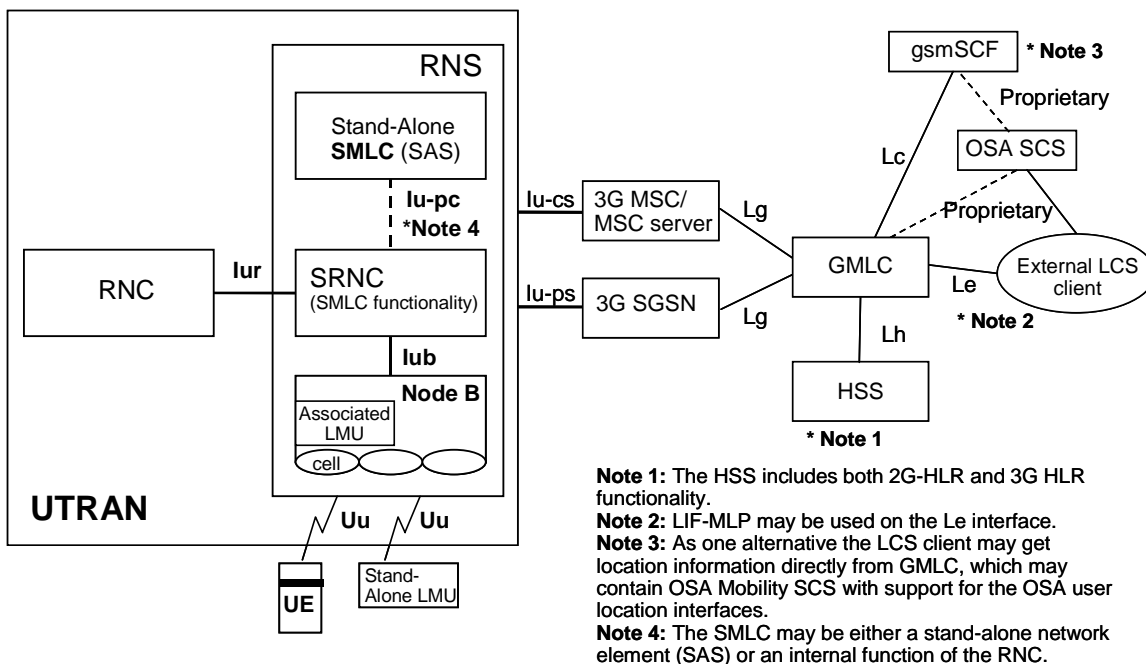 RNS
Stand-Alone
SMLC (SAS)
Iu-pc
*Note 4
RNC
Iur
SRNC
(SMLC functionality)
Iub
Node B
Associated
LMU
cell
UTRAN
Uu
Uu
UE
Stand-
Alone LMU
Iu-cs
Iu-ps
3G MSC/
MSC server
3G SGSN
Lg
Lg
gsmSCF
* Note 3
Proprietary
Lc
OSA SCS
Proprietary
GMLC
Le
External LCS
client
* Note 2
Lh
HSS
* Note 1
Note 1: The HSS includes both 2G-HLR and 3G HLR
functionality.
Note 2: LIF-MLP may be used on the Le interface.
Note 3: As one alternative the LCS client may get
location information directly from GMLC, which may
contain OSA Mobility SCS with support for the OSA user
location interfaces.
Note 4: The SMLC may be either a stand-alone network
element (SAS) or an internal function of the RNC.